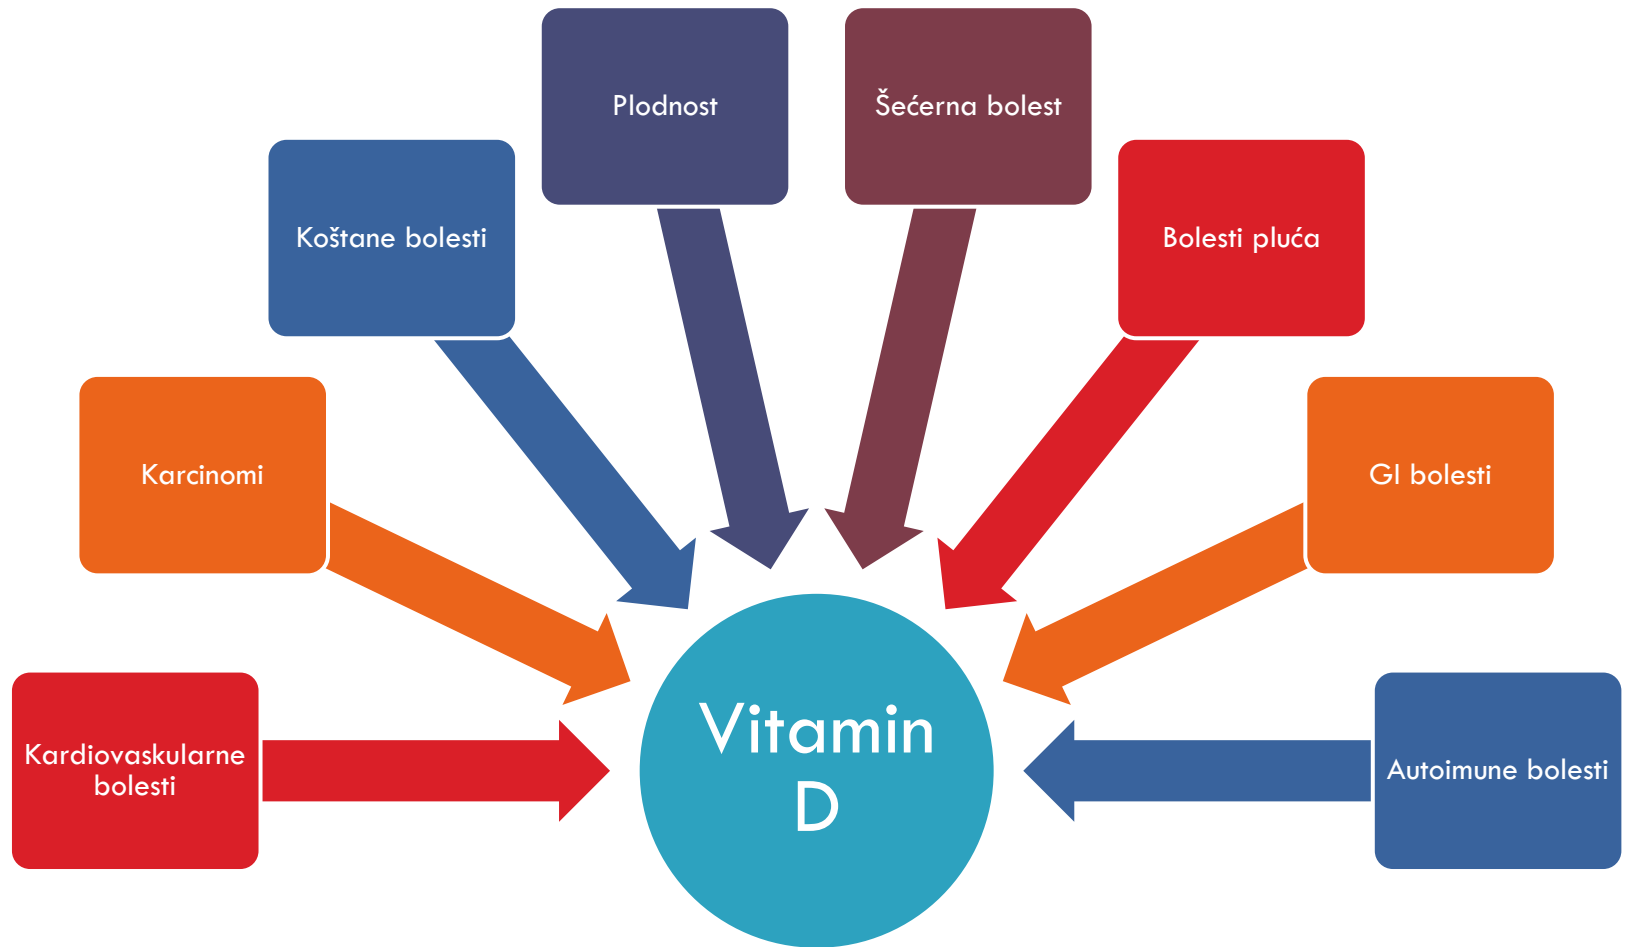 Plodnost
Šećerna bolest
Koštane bolesti
Bolesti pluća
Karcinomi
GI bolesti
Kardiovaskularne
bolesti
Vitamin
D
Autoimune bolesti